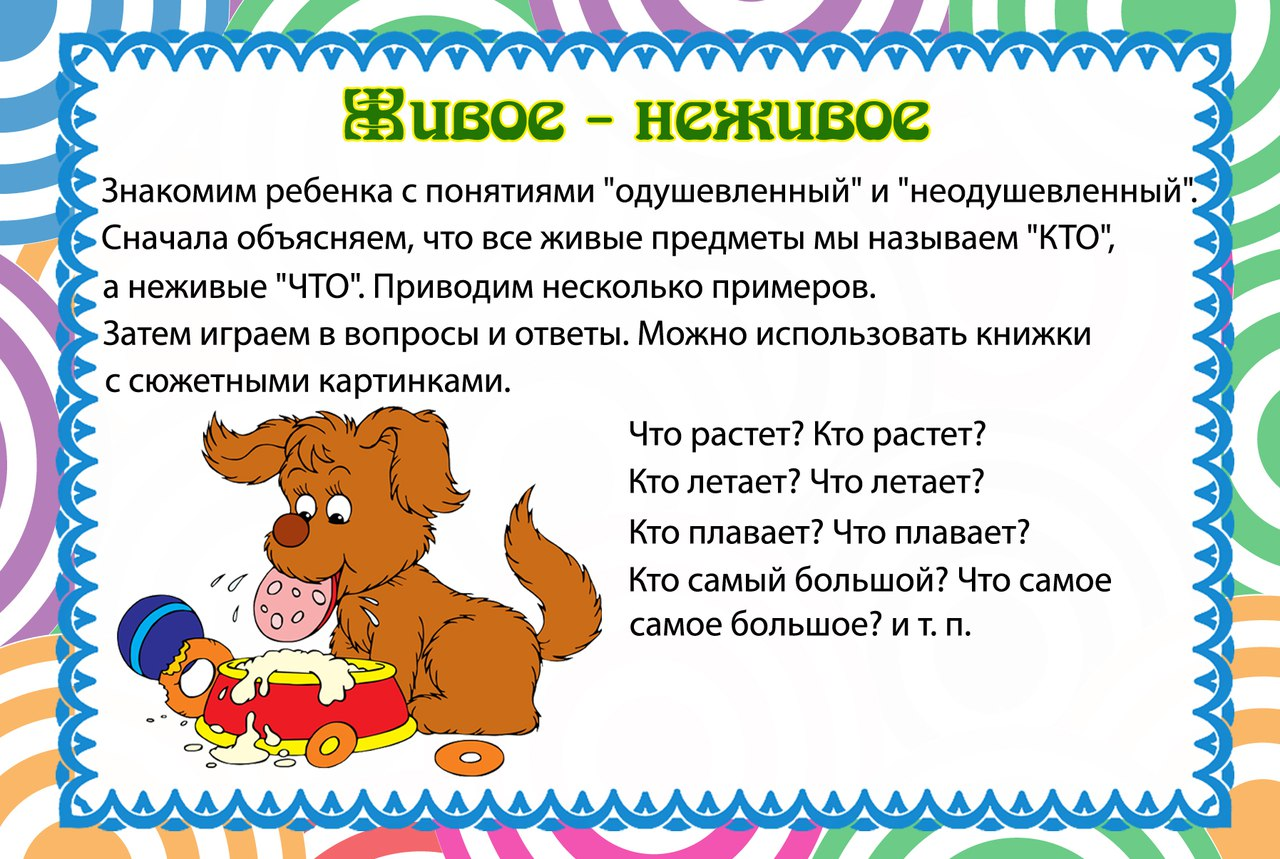 Живое - неживое
Знакомим ребенка с понятиями "одушевленный" и "неодушевленный".
Сначала объясняем, что все живые предметы мы называем "КТО",
а неживые "ЧТО". Приводим несколько примеров.
Затем играем в вопросы и ответы. Можно использовать книжки
с сюжетными картинками.
Что растет? Кто растет?
Кто летает? Что летает?
Кто плавает? Что плавает?
Кто самый большой? Что самое
самое большое? и т. п.